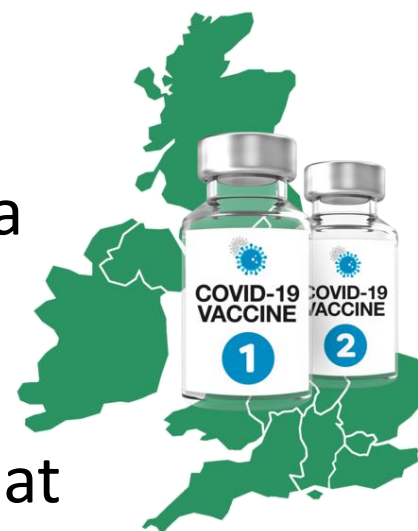 a
COVID-19
VACCINE
1
COVID-19
VACCINE
2
at